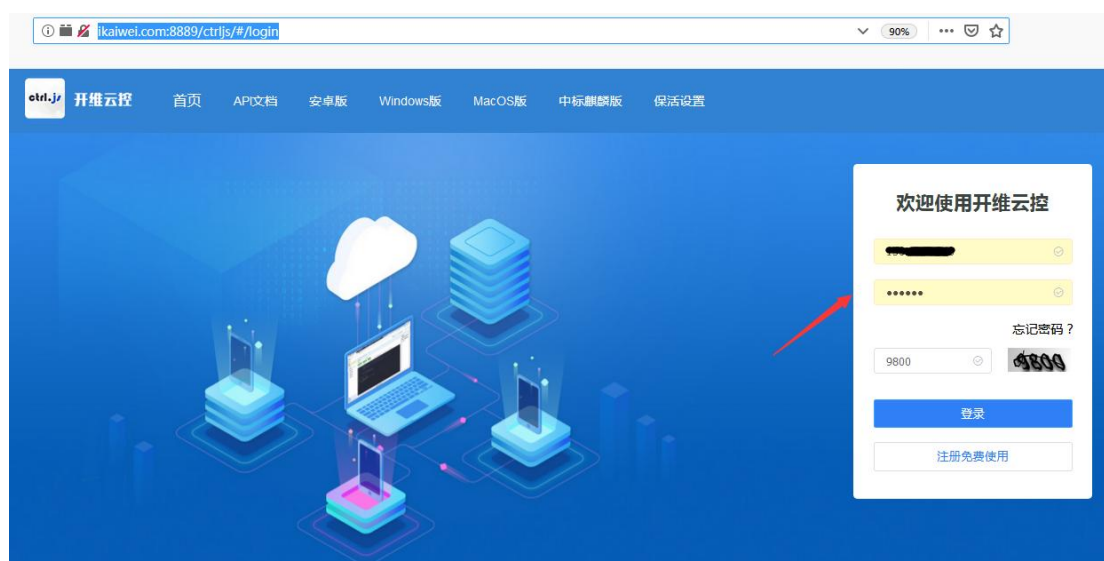 ikaiwei.com:8889/ctrljs/#/login
90%
ctrl.js 开维云控 首页 API文档 安卓版 Windows版 MacOS版 中标麒麟版 保活设置
欢迎使用开维云控
忘记密码？
9800 9800
登录
注册免费使用